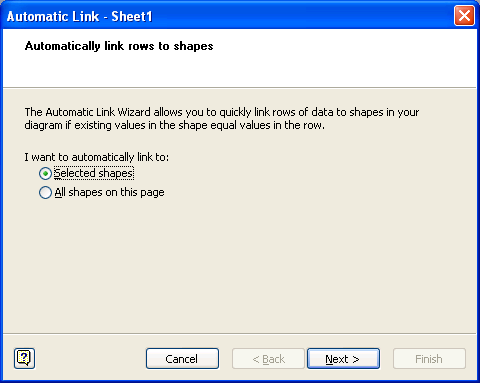 Automatic Link - Sheet1
Automatically link rows to shapes
The Automatic Link Wizard allows you to quickly link rows of data to shapes in your
diagram if existing values in the shape equal values in the row.
I want to automatically link to:
Selected shapes
All shapes on this page
? Cancel < Back Next > Finish